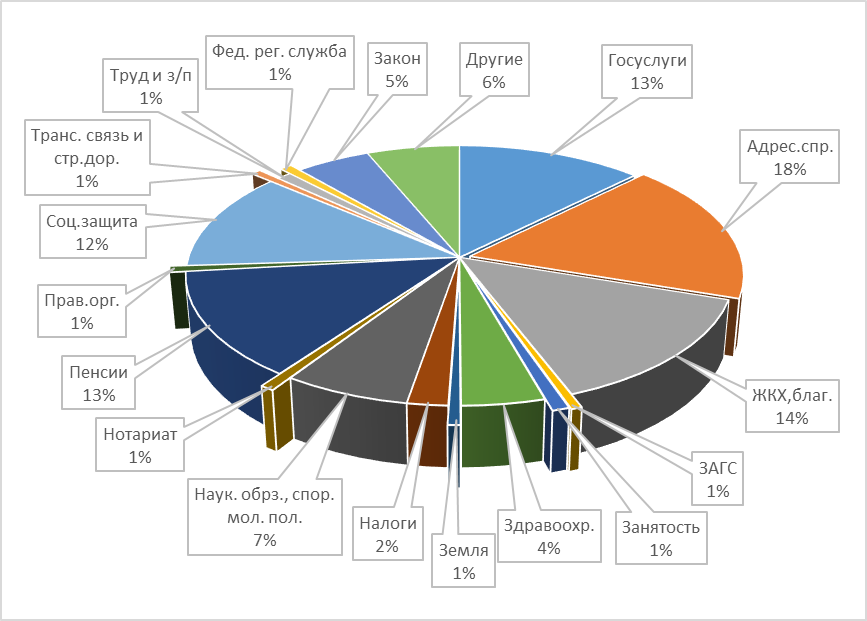 Фед. рег. служба
1%
Закон
5%
Другие
6%
Госуслуги
13%
Труд и з/п
1%
Транс. связь и
стр.дор.
1%
Адрес.спр.
18%
Соц.защита
12%
Прав.орг.
1%
Пенсии
13%
ЖКХ,благ.
14%
Нотариат
1%
ЗАГС
1%
Наук. обрз., спор.
мол. пол.
7%
Налоги
2%
Земля
1%
Здравоохр.
4%
Занятость
1%